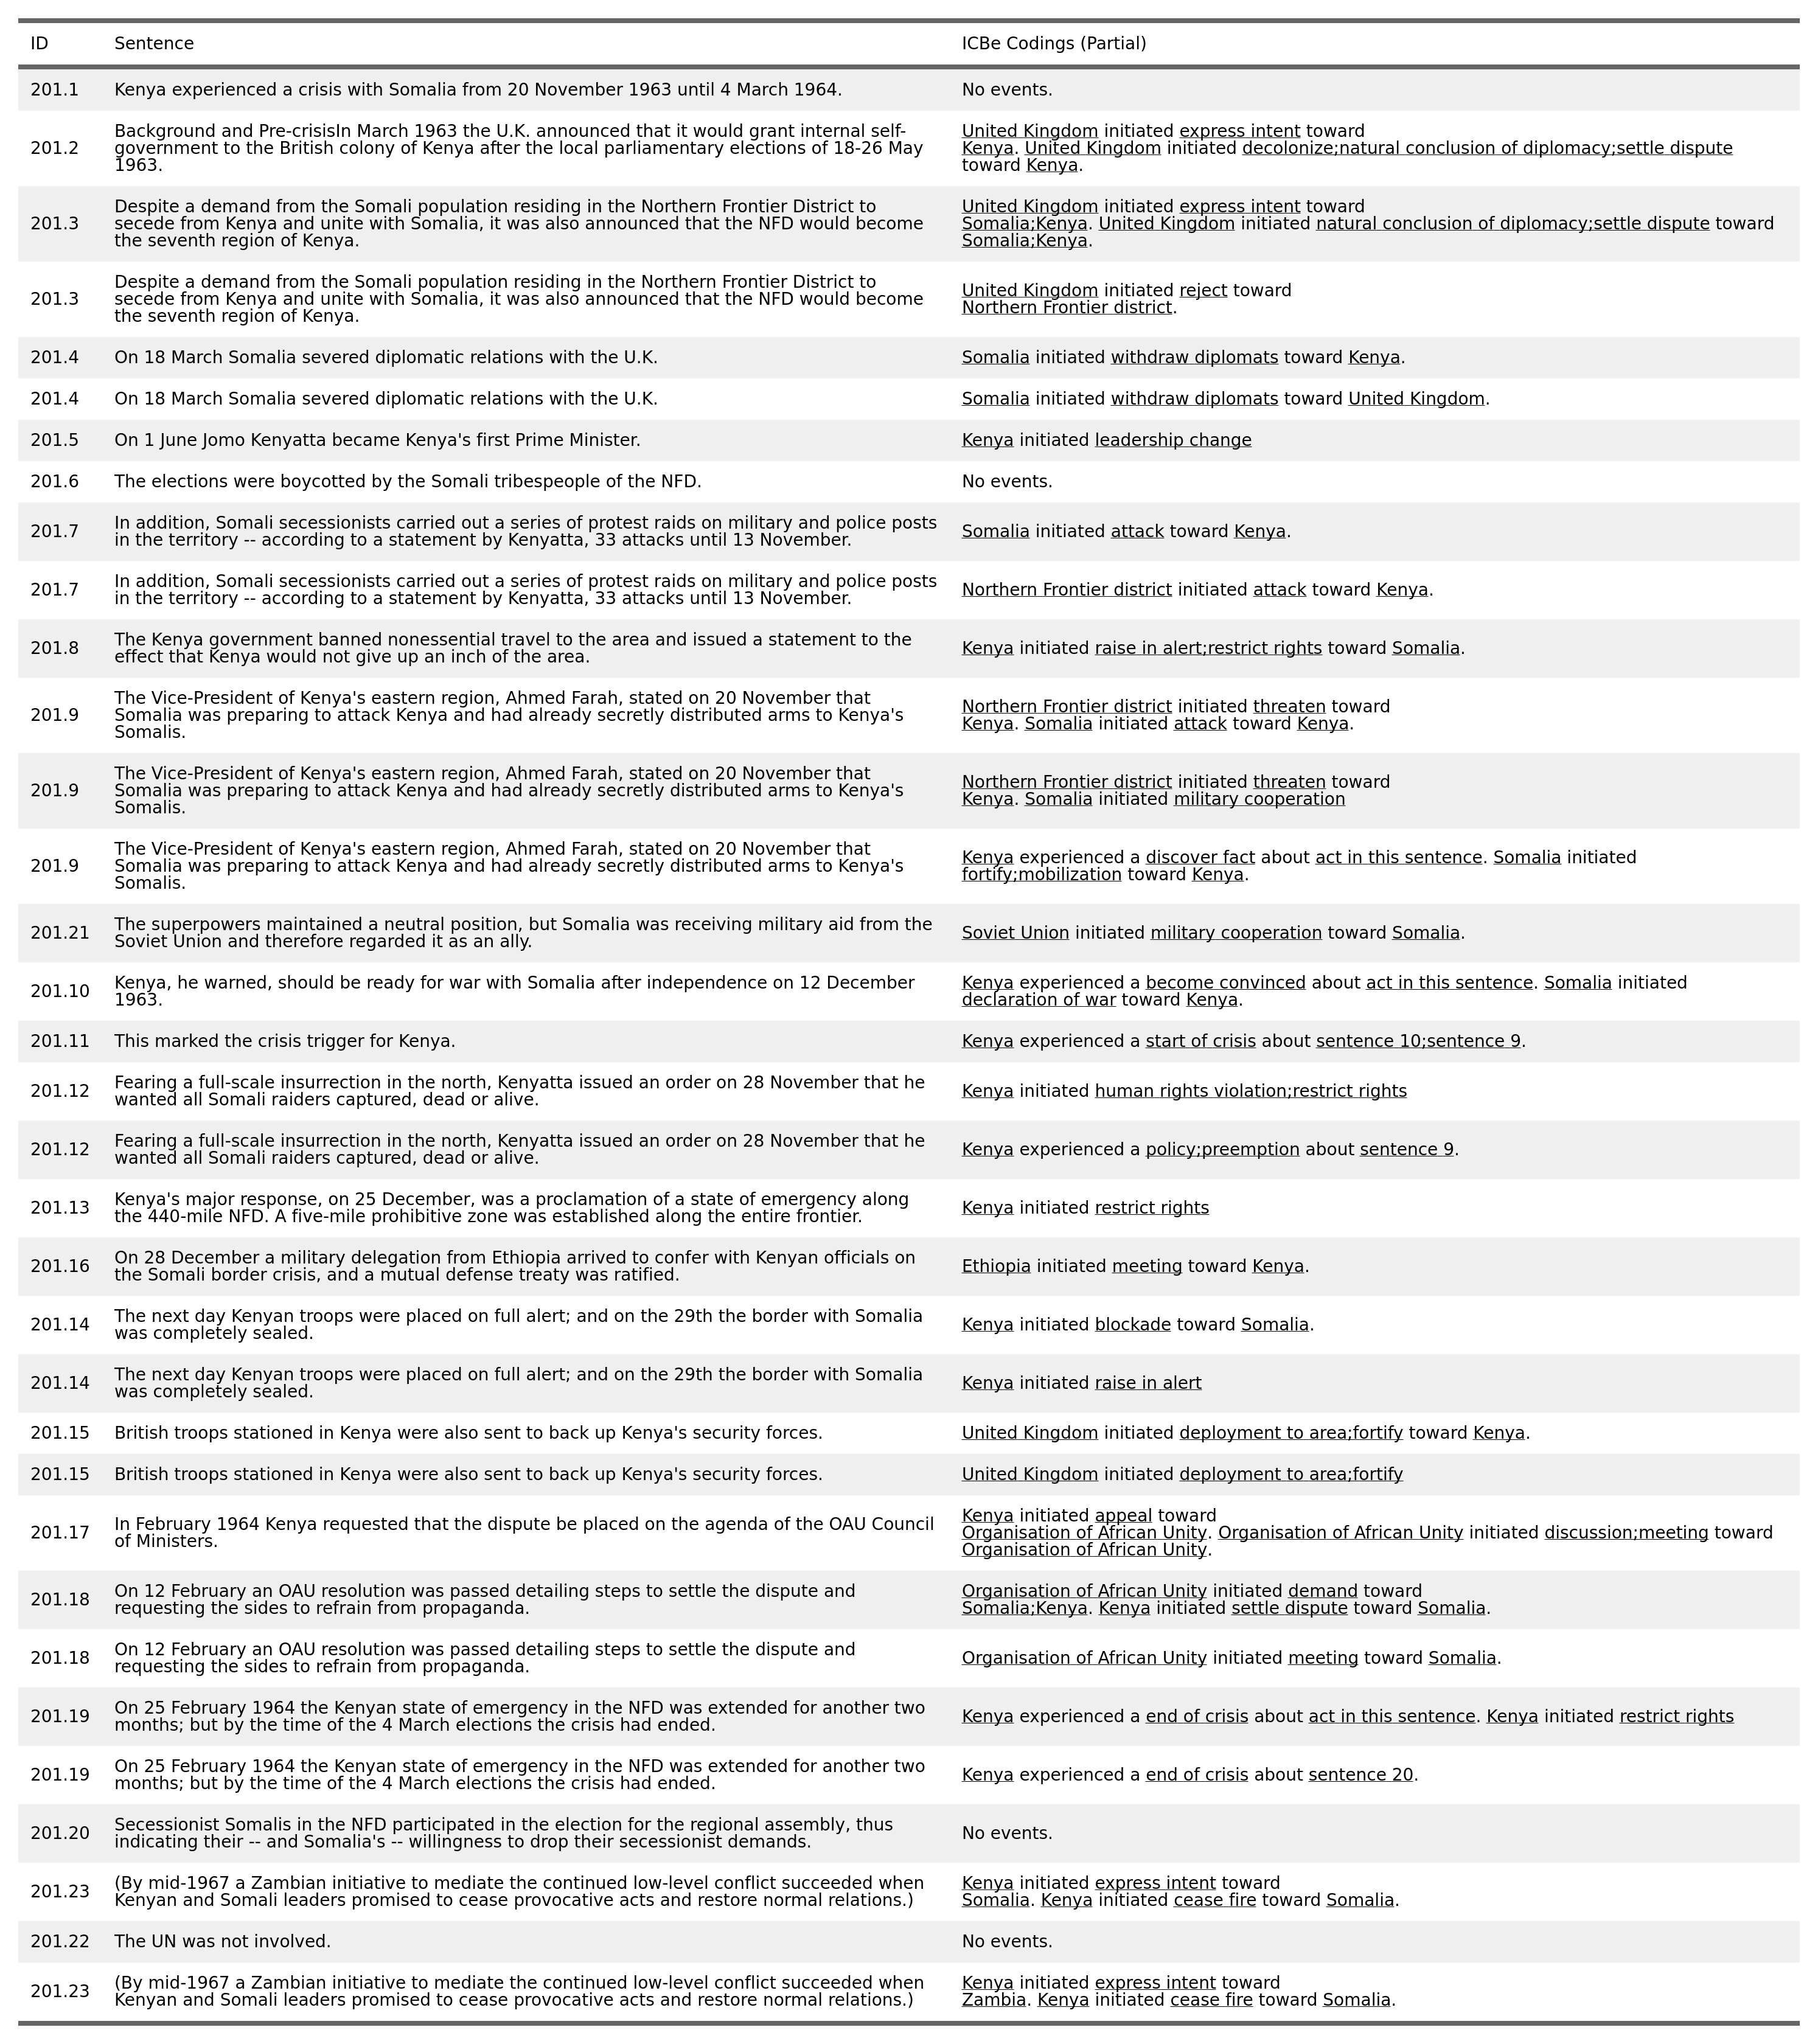 ID Sentence ICBe Codings (Partial)
201.1 Kenya experienced a crisis with Somalia from 20 November 1963 until 4 March 1964. No events.
201.2
Background and Pre-crisisIn March 1963 the U.K. announced that it would grant internal self-
government to the British colony of Kenya after the local parliamentary elections of 18-26 May
1963.
United Kingdom initiated express intent toward
Kenya. United Kingdom initiated decolonize;natural conclusion of diplomacy;settle dispute
toward Kenya.
201.3
Despite a demand from the Somali population residing in the Northern Frontier District to
secede from Kenya and unite with Somalia, it was also announced that the NFD would become
the seventh region of Kenya.
United Kingdom initiated express intent toward
Somalia;Kenya. United Kingdom initiated natural conclusion of diplomacy;settle dispute toward
Somalia;Kenya.
201.3
Despite a demand from the Somali population residing in the Northern Frontier District to
secede from Kenya and unite with Somalia, it was also announced that the NFD would become
the seventh region of Kenya.
United Kingdom initiated reject toward
Northern Frontier district.
201.4 On 18 March Somalia severed diplomatic relations with the U.K. Somalia initiated withdraw diplomats toward Kenya.
201.4 On 18 March Somalia severed diplomatic relations with the U.K. Somalia initiated withdraw diplomats toward United Kingdom.
201.5 On 1 June Jomo Kenyatta became Kenya's first Prime Minister. Kenya initiated leadership change
201.6 The elections were boycotted by the Somali tribespeople of the NFD. No events.
201.7
In addition, Somali secessionists carried out a series of protest raids on military and police posts
in the territory -- according to a statement by Kenyatta, 33 attacks until 13 November.
Somalia initiated attack toward Kenya.
201.7
In addition, Somali secessionists carried out a series of protest raids on military and police posts
in the territory -- according to a statement by Kenyatta, 33 attacks until 13 November.
Northern Frontier district initiated attack toward Kenya.
201.8
The Kenya government banned nonessential travel to the area and issued a statement to the
effect that Kenya would not give up an inch of the area.
Kenya initiated raise in alert;restrict rights toward Somalia.
201.9
The Vice-President of Kenya's eastern region, Ahmed Farah, stated on 20 November that
Somalia was preparing to attack Kenya and had already secretly distributed arms to Kenya's
Somalis.
Northern Frontier district initiated threaten toward
Kenya. Somalia initiated attack toward Kenya.
201.9
The Vice-President of Kenya's eastern region, Ahmed Farah, stated on 20 November that
Somalia was preparing to attack Kenya and had already secretly distributed arms to Kenya's
Somalis.
Northern Frontier district initiated threaten toward
Kenya. Somalia initiated military cooperation
201.9
The Vice-President of Kenya's eastern region, Ahmed Farah, stated on 20 November that
Somalia was preparing to attack Kenya and had already secretly distributed arms to Kenya's
Somalis.
Kenya experienced a discover fact about act in this sentence. Somalia initiated
fortify;mobilization toward Kenya.
201.21
The superpowers maintained a neutral position, but Somalia was receiving military aid from the
Soviet Union and therefore regarded it as an ally.
Soviet Union initiated military cooperation toward Somalia.
201.10
Kenya, he warned, should be ready for war with Somalia after independence on 12 December
1963.
Kenya experienced a become convinced about act in this sentence. Somalia initiated
declaration of war toward Kenya.
201.11 This marked the crisis trigger for Kenya. Kenya experienced a start of crisis about sentence 10;sentence 9.
201.12
Fearing a full-scale insurrection in the north, Kenyatta issued an order on 28 November that he
wanted all Somali raiders captured, dead or alive.
Kenya initiated human rights violation;restrict rights
201.12
Fearing a full-scale insurrection in the north, Kenyatta issued an order on 28 November that he
wanted all Somali raiders captured, dead or alive.
Kenya experienced a policy;preemption about sentence 9.
201.13
Kenya's major response, on 25 December, was a proclamation of a state of emergency along
the 440-mile NFD. A five-mile prohibitive zone was established along the entire frontier.
Kenya initiated restrict rights
201.16
On 28 December a military delegation from Ethiopia arrived to confer with Kenyan officials on
the Somali border crisis, and a mutual defense treaty was ratified.
Ethiopia initiated meeting toward Kenya.
201.14
The next day Kenyan troops were placed on full alert; and on the 29th the border with Somalia
was completely sealed.
Kenya initiated blockade toward Somalia.
201.14
The next day Kenyan troops were placed on full alert; and on the 29th the border with Somalia
was completely sealed.
Kenya initiated raise in alert
201.15 British troops stationed in Kenya were also sent to back up Kenya's security forces. United Kingdom initiated deployment to area;fortify toward Kenya.
201.15 British troops stationed in Kenya were also sent to back up Kenya's security forces. United Kingdom initiated deployment to area;fortify
201.17
In February 1964 Kenya requested that the dispute be placed on the agenda of the OAU Council
of Ministers.
Kenya initiated appeal toward
Organisation of African Unity. Organisation of African Unity initiated discussion;meeting toward
Organisation of African Unity.
201.18
On 12 February an OAU resolution was passed detailing steps to settle the dispute and
requesting the sides to refrain from propaganda.
Organisation of African Unity initiated demand toward
Somalia;Kenya. Kenya initiated settle dispute toward Somalia.
201.18
On 12 February an OAU resolution was passed detailing steps to settle the dispute and
requesting the sides to refrain from propaganda.
Organisation of African Unity initiated meeting toward Somalia.
201.19
On 25 February 1964 the Kenyan state of emergency in the NFD was extended for another two
months; but by the time of the 4 March elections the crisis had ended.
Kenya experienced a end of crisis about act in this sentence. Kenya initiated restrict rights
201.19
On 25 February 1964 the Kenyan state of emergency in the NFD was extended for another two
months; but by the time of the 4 March elections the crisis had ended.
Kenya experienced a end of crisis about sentence 20.
201.20
Secessionist Somalis in the NFD participated in the election for the regional assembly, thus
indicating their -- and Somalia's -- willingness to drop their secessionist demands.
No events.
201.23
(By mid-1967 a Zambian initiative to mediate the continued low-level conflict succeeded when
Kenyan and Somali leaders promised to cease provocative acts and restore normal relations.)
Kenya initiated express intent toward
Somalia. Kenya initiated cease fire toward Somalia.
201.22 The UN was not involved. No events.
201.23
(By mid-1967 a Zambian initiative to mediate the continued low-level conflict succeeded when
Kenyan and Somali leaders promised to cease provocative acts and restore normal relations.)
Kenya initiated express intent toward
Zambia. Kenya initiated cease fire toward Somalia.